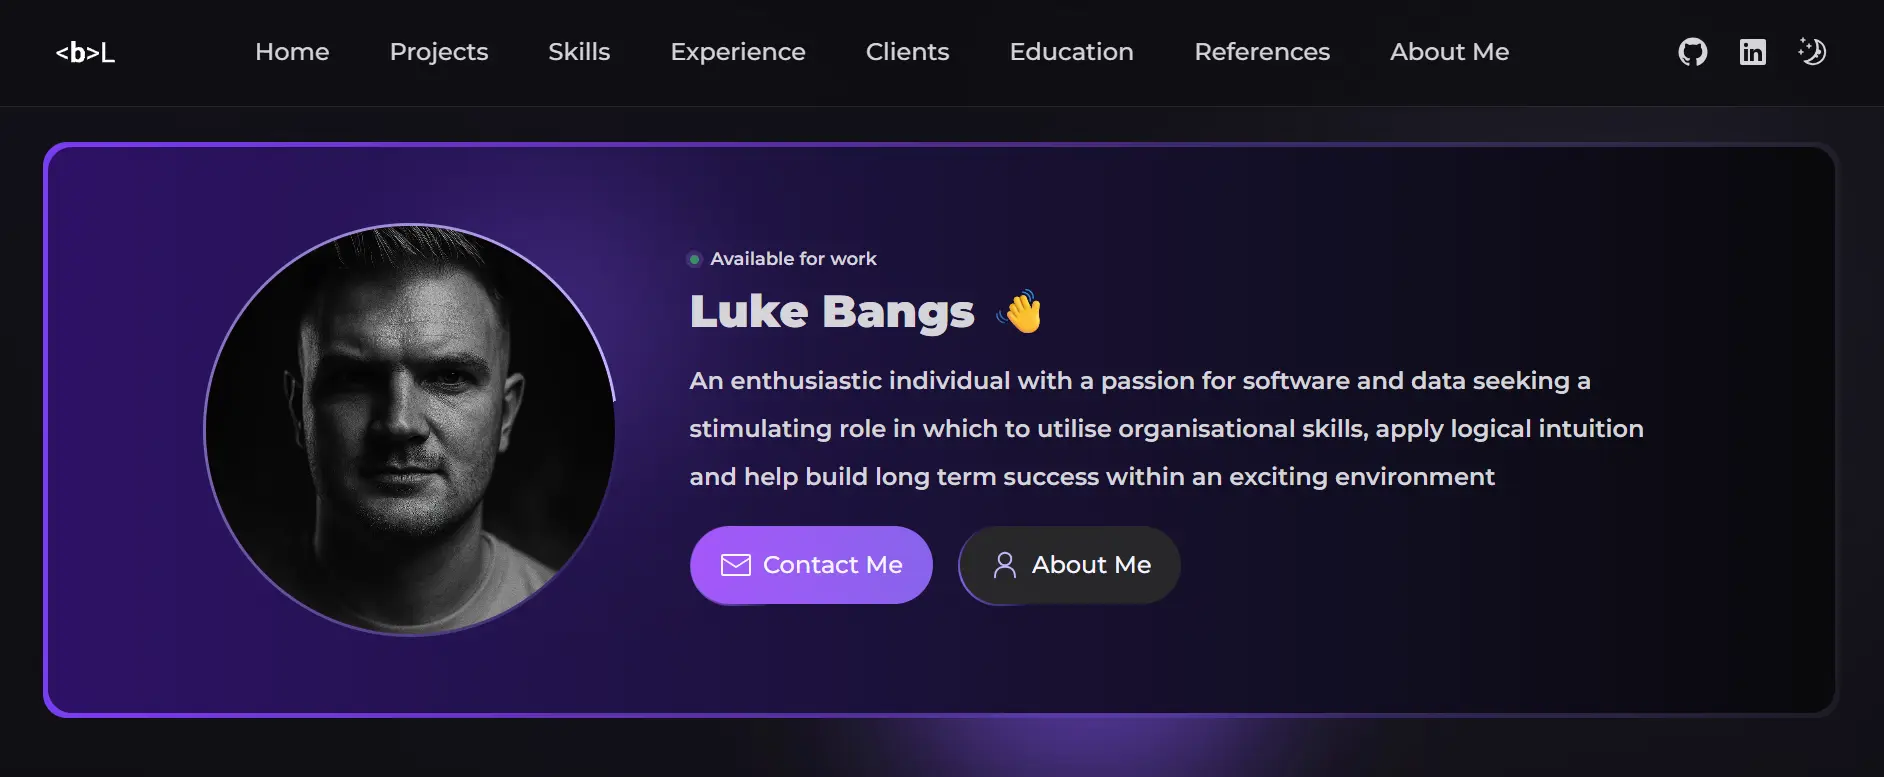 <b>L
Home Projects Skills Experience Clients Education References About Me
Available for work
Luke Bangs 👋
An enthusiastic individual with a passion for software and data seeking a
stimulating role in which to utilise organisational skills, apply logical intuition
and help build long term success within an exciting environment
Contact Me About Me